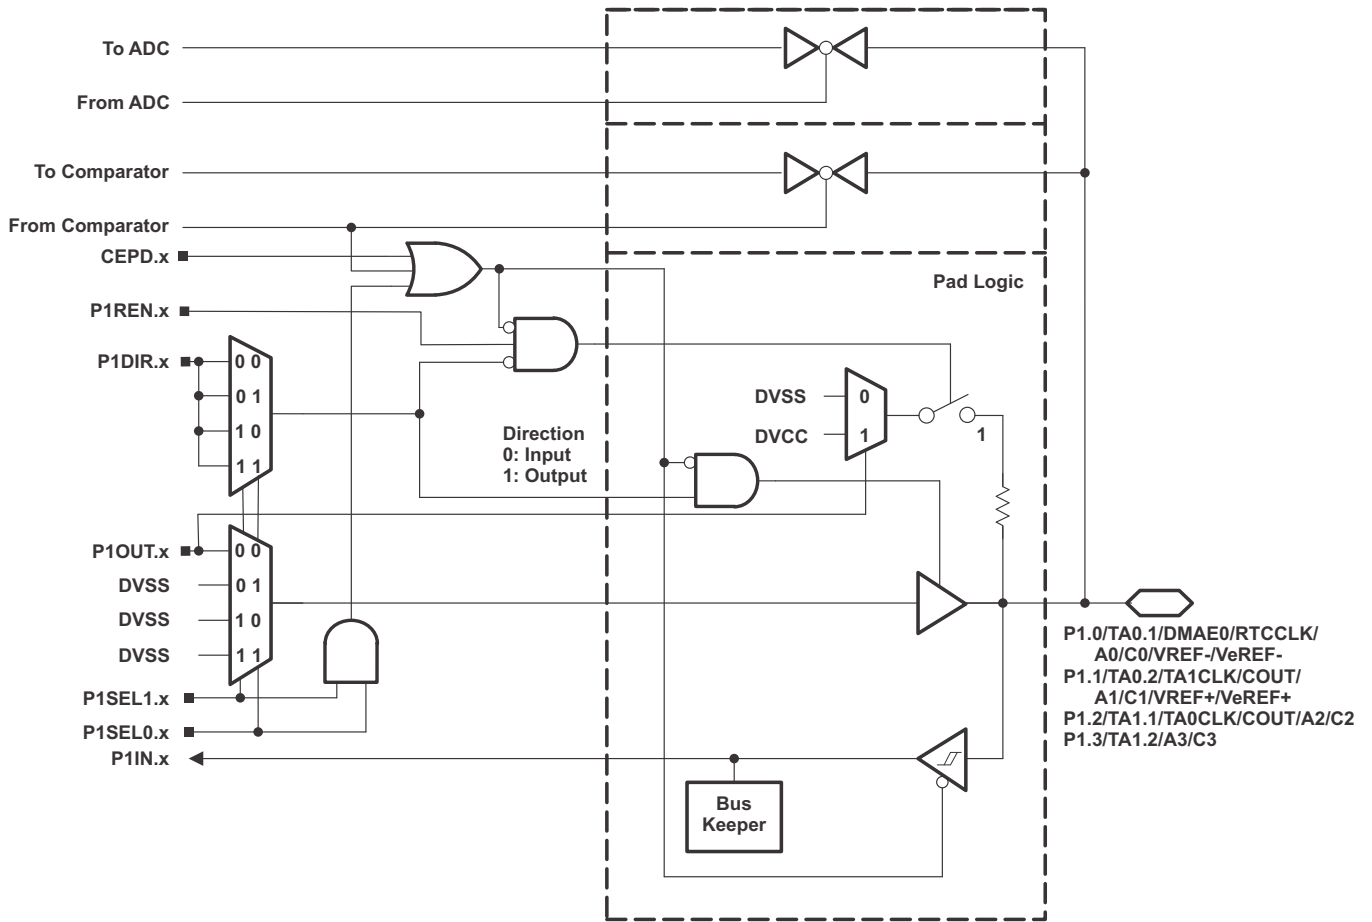 To ADC
From ADC
To Comparator
From Comparator
CEPD.x
Pad Logic
P1REN.x
P1DIR.x
0 0
0 1
1 0
1 1
DVSS
0
DVCC
1
1
Direction
0: Input
1: Output
P1OUT.x
0 0
DVSS
0 1
DVSS
1 0
DVSS
1 1
P1.0/TA0.1/DMAE0/RTCCLK/
A0/C0/VREF-/VeREF-
P1.1/TA0.2/TA1CLK/COUT/
A1/C1/VREF+/VeREF+
P1.2/TA1.1/TA0CLK/COUT/A2/C2
P1.3/TA1.2/A3/C3
P1SEL1.x
P1SEL0.x
P1IN.x
Bus
Keeper